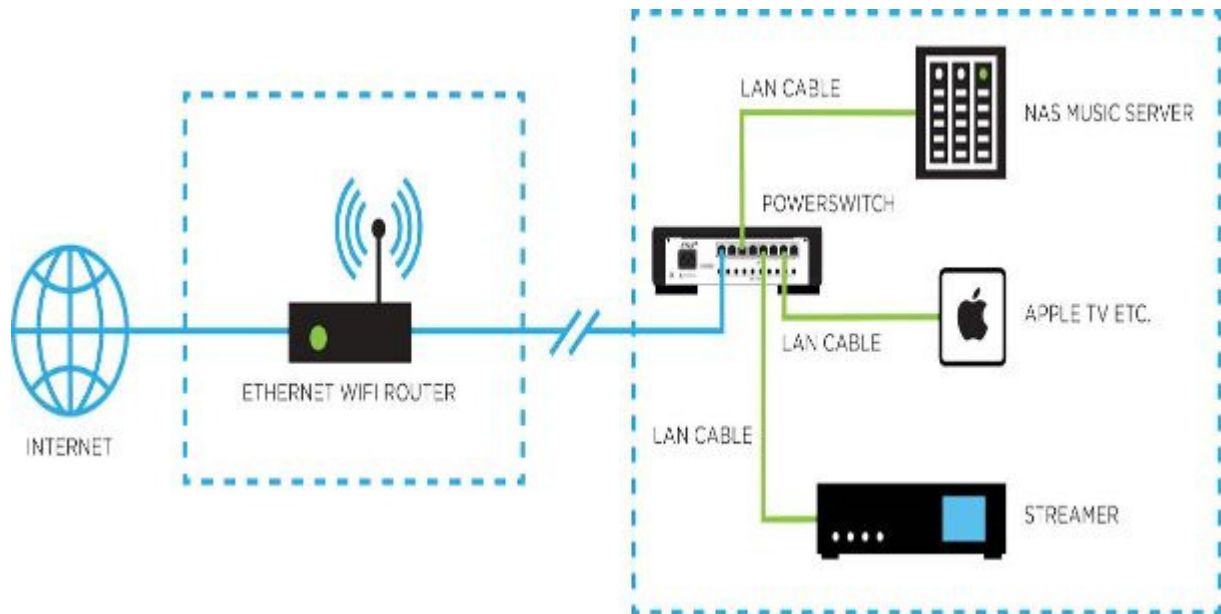 LAN CABLE
NAS MUSIC SERVER
POWERSWITCH
APPLE TV ETC.
LAN CABLE
ETHERNET WIFI ROUTER
INTERNET
LAN CABLE
STREAMER